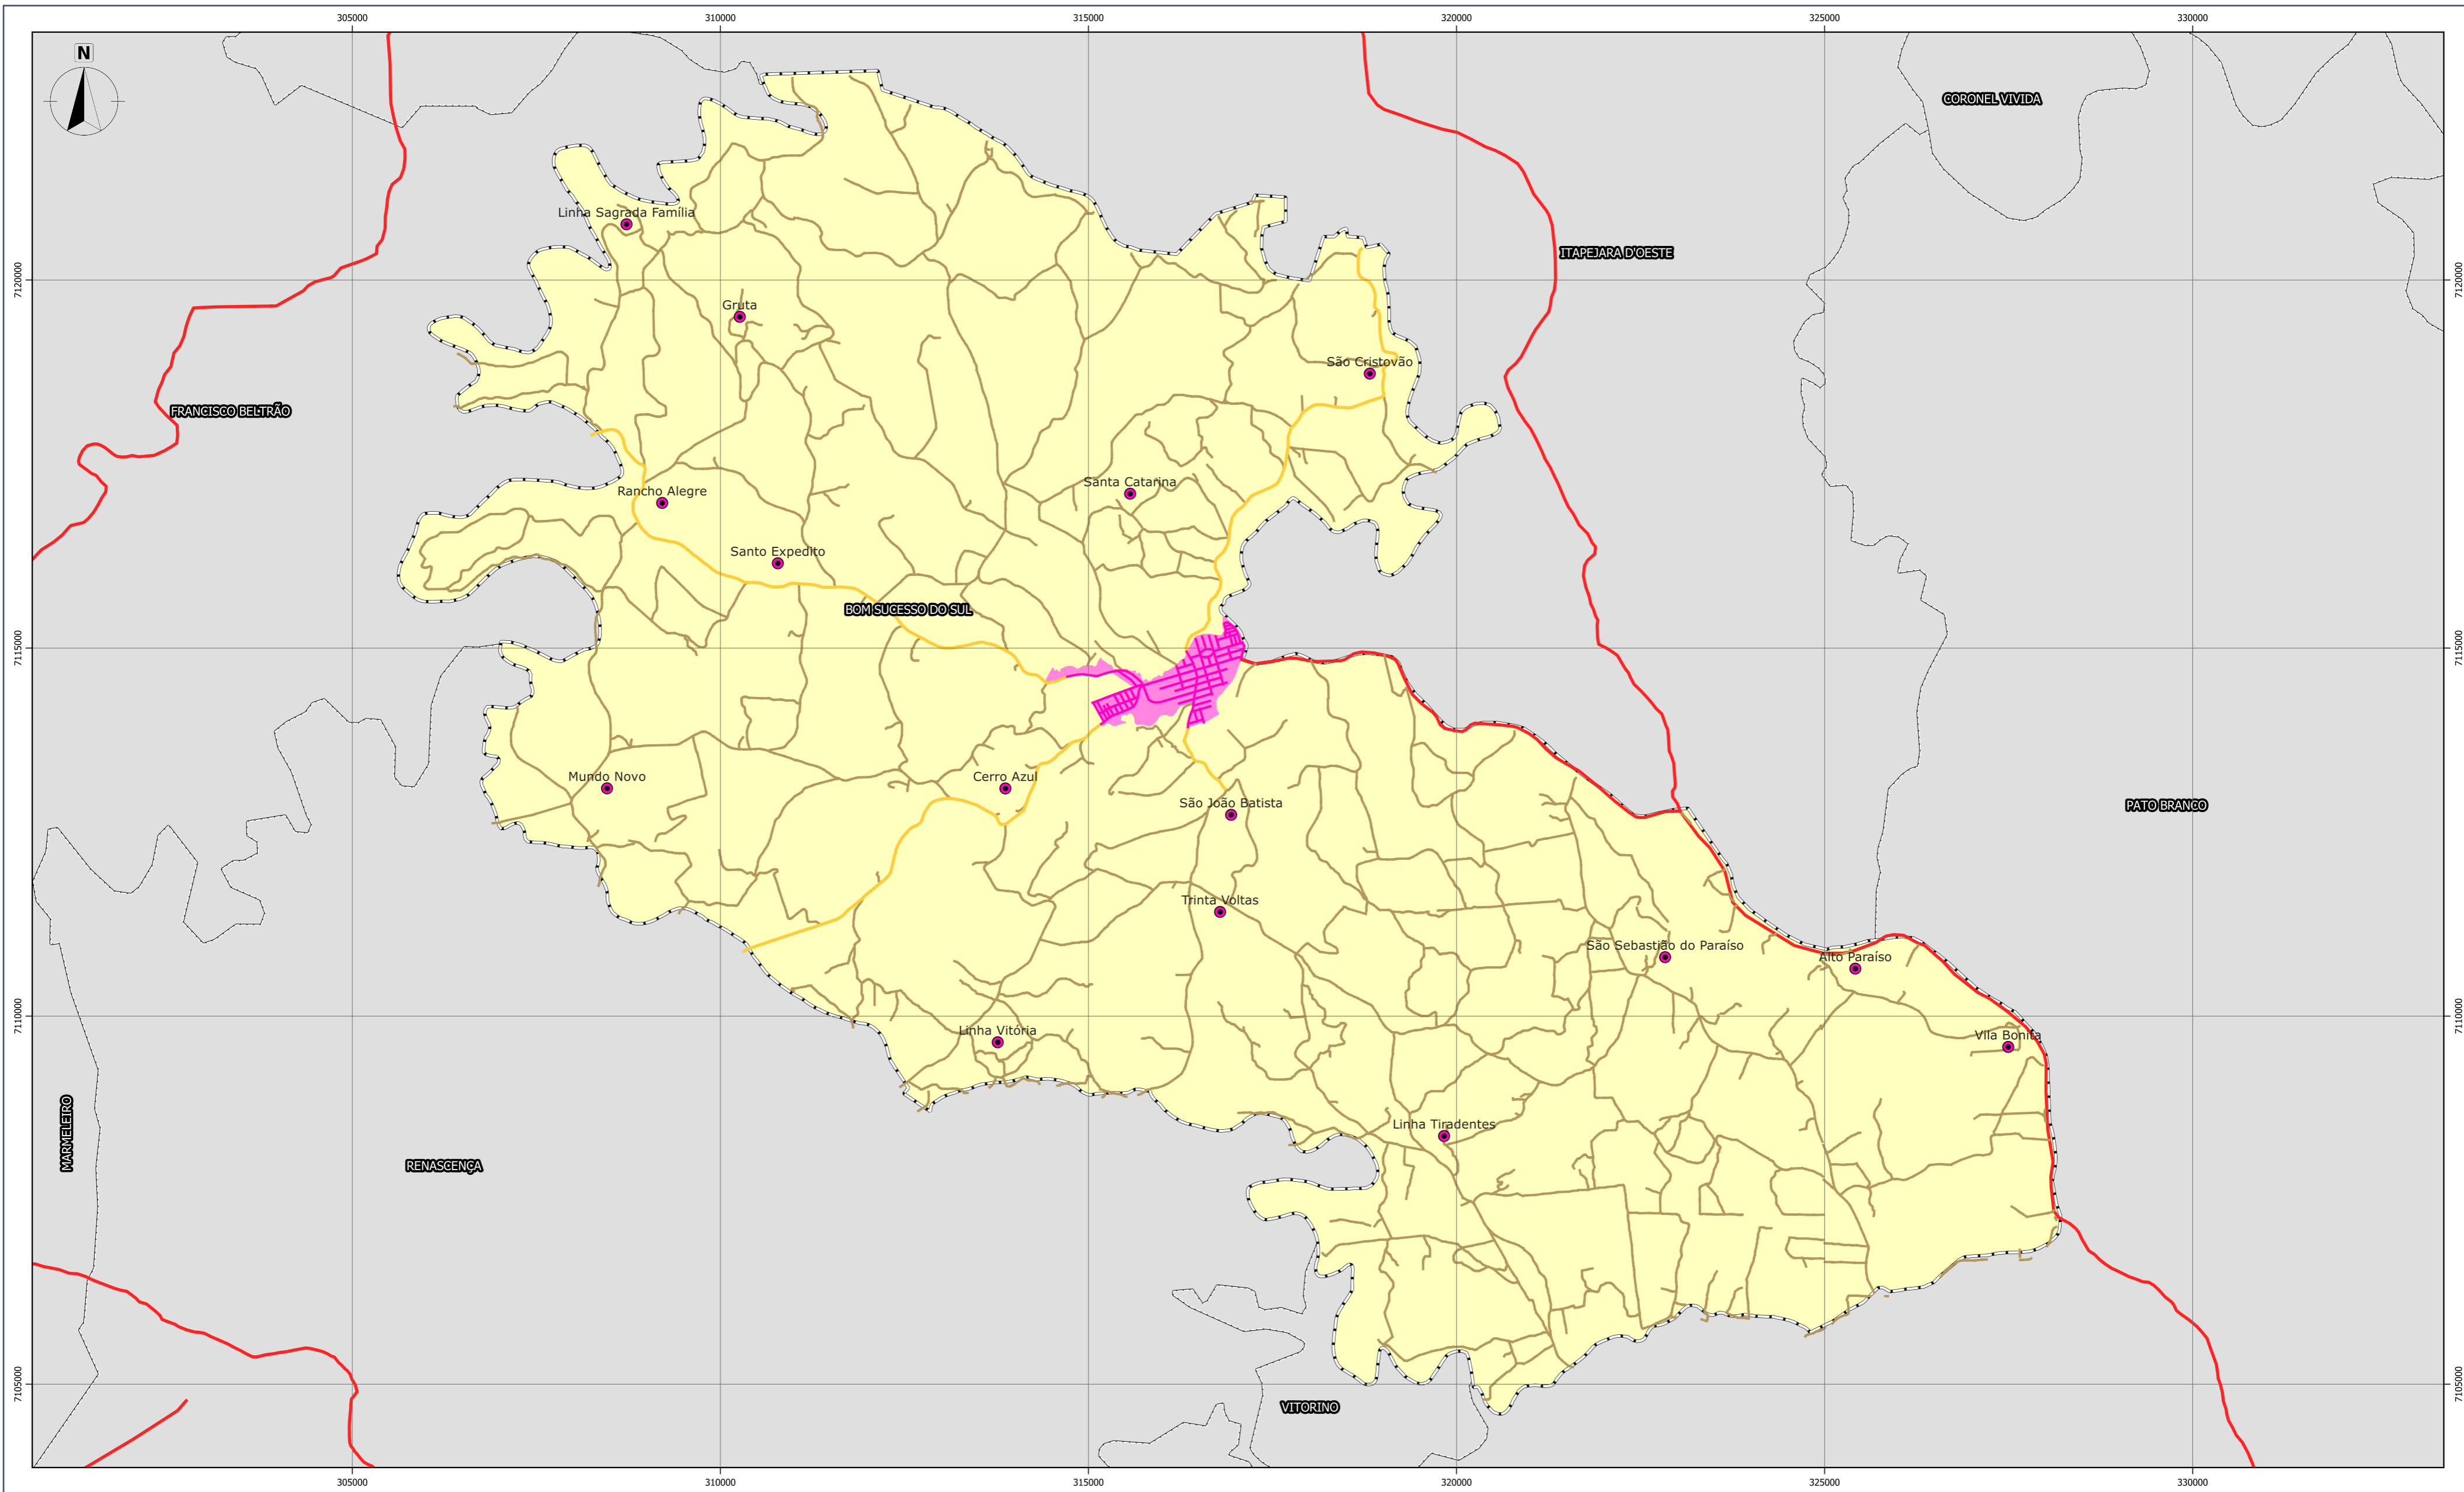 305000
310000
315000
320000
325000
330000
N
CORONEL VIVIDA
Linha Sagrada Família
ITAPEJARA D'OESTE
7120000
7120000
Gruta
São Cristovão
FRANCISCO BELTRÃO
Santa Catarina
Rancho Alegre
Santo Expedito
BOM SUCESSO DO SUL
7115000
7115000
Mundo Novo
Cerro Azul
São João Batista
PATO BRANCO
Trinta Voltas
São Sebastião do Paraíso
Alto Paraíso
7110000
7110000
Linha Vitória
Vila Bonita
Linha Tiradentes
MARMELEIRO
RENASCENÇA
7105000
7105000
VITORINO
305000
310000
315000
320000
325000
330000